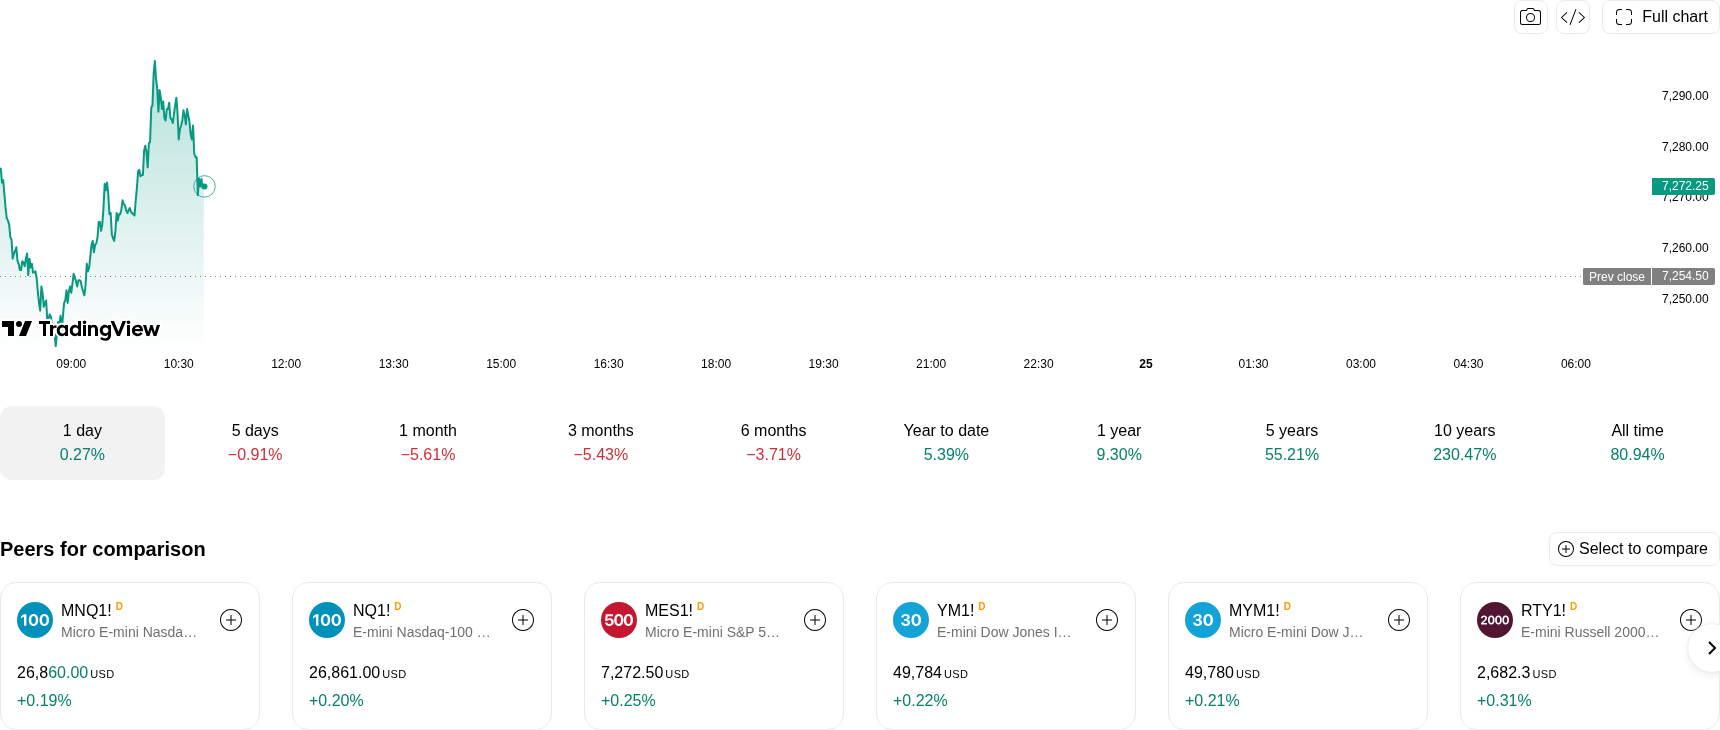 Full chart
7,290.00
7,280.00
7,272.25
7,270.00
7,260.00
Prev close 7,254.50
7,250.00
TradingView
09:00 10:30 12:00 13:30 15:00 16:30 18:00 19:30 21:00 22:30 25 01:30 03:00 04:30 06:00
1 day 5 days 1 month 3 months 6 months Year to date 1 year 5 years 10 years All time
0.27% −0.91% −5.61% −5.43% −3.71% 5.39% 9.30% 55.21% 230.47% 80.94%
Peers for comparison
Select to compare
100 MNQ1! D
Micro E-mini Nasda…
26,860.00 USD
+0.19%
100 NQ1! D
E-mini Nasdaq-100 …
26,861.00 USD
+0.20%
500 MES1! D
Micro E-mini S&P 5…
7,272.50 USD
+0.25%
30 YM1! D
E-mini Dow Jones I…
49,784 USD
+0.22%
30 MYM1! D
Micro E-mini Dow J…
49,780 USD
+0.21%
2000 RTY1! D
E-mini Russell 2000…
2,682.3 USD
+0.31%